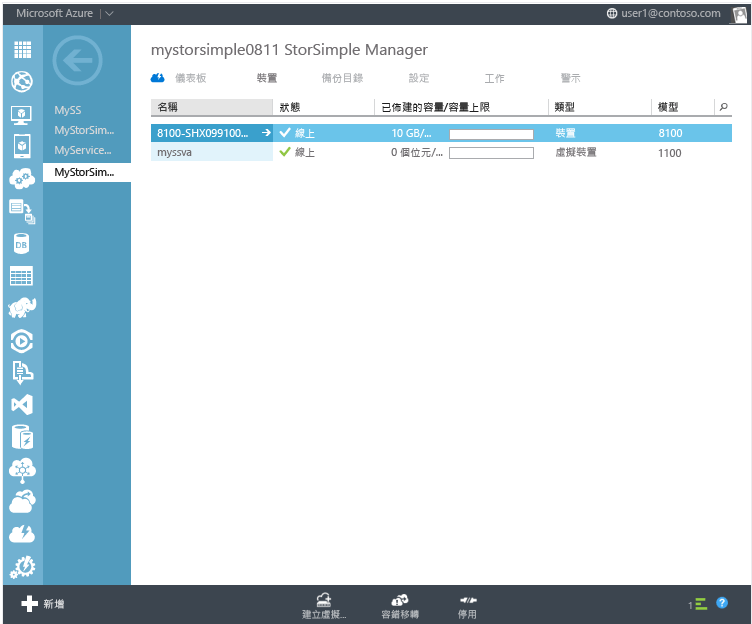 Microsoft Azure
user1@contoso.com
mystorsimple0811 StorSimple Manager
儀表板 裝置 備份目錄 設定 工作 警示
MySS
MyStorSim...
MyService...
MyStorSim...
名稱 狀態 已佈建的容量/容量上限 類型 模型
8100-SHX099100... 線上 10 GB/... 裝置 8100
myssva 線上 0 個位元/... 虛擬裝置 1100
DB
新增
建立虛擬...
容錯移轉
停用
1
?